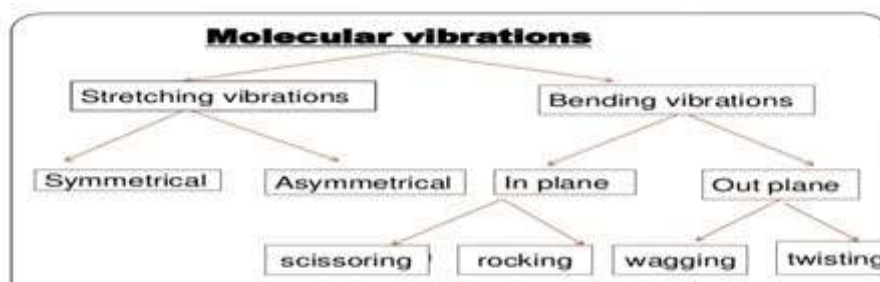 Molecular vibrations
Stretching vibrations
Bending vibrations
Symmetrical
Asymmetrical
In plane
Out plane
scissoring
rocking
wagging
twisting